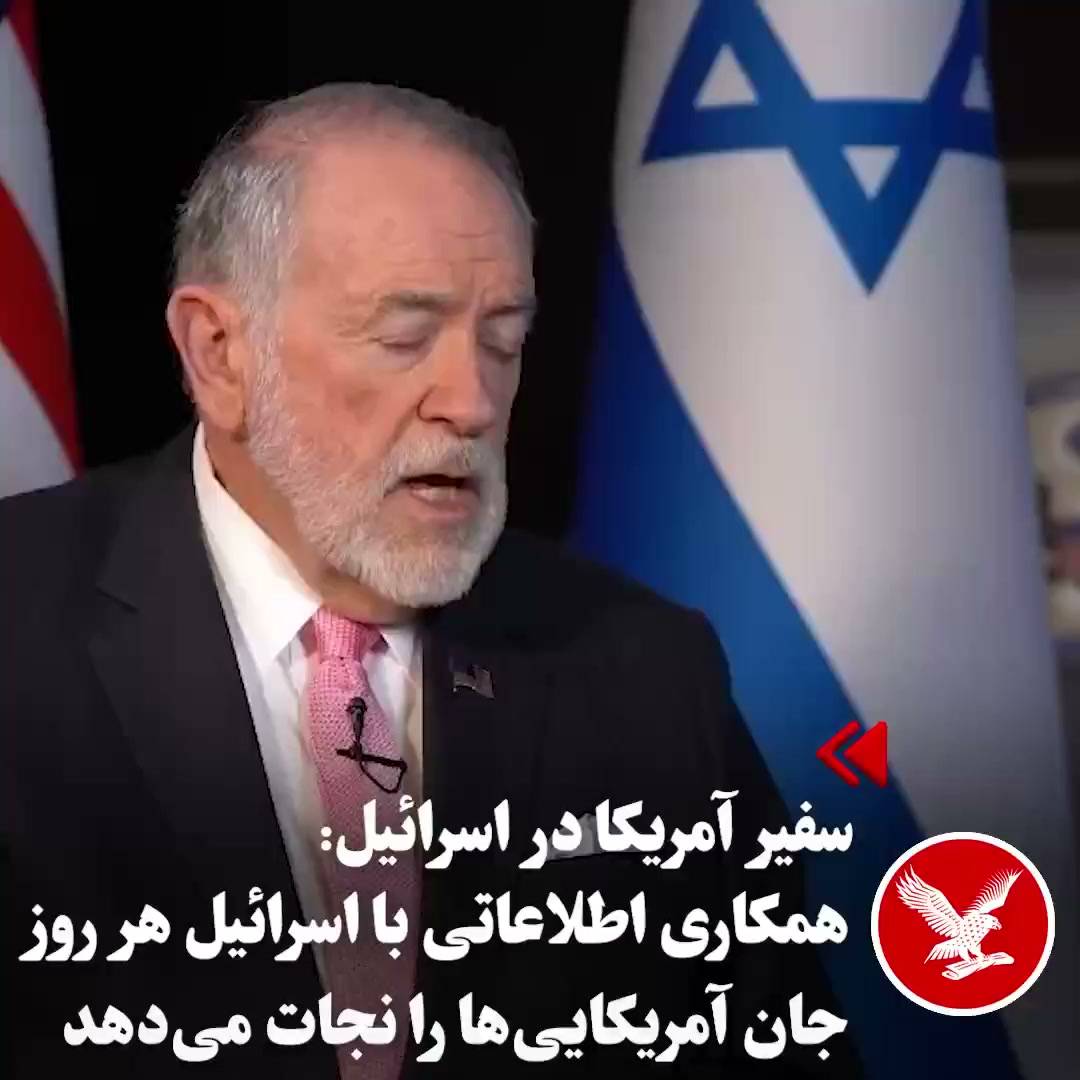 سفیر آمریکا در اسرائیل:
همکاری اطلاعاتی با اسرائیل هر روز
جان آمریکایی‌ها را نجات می‌دهد